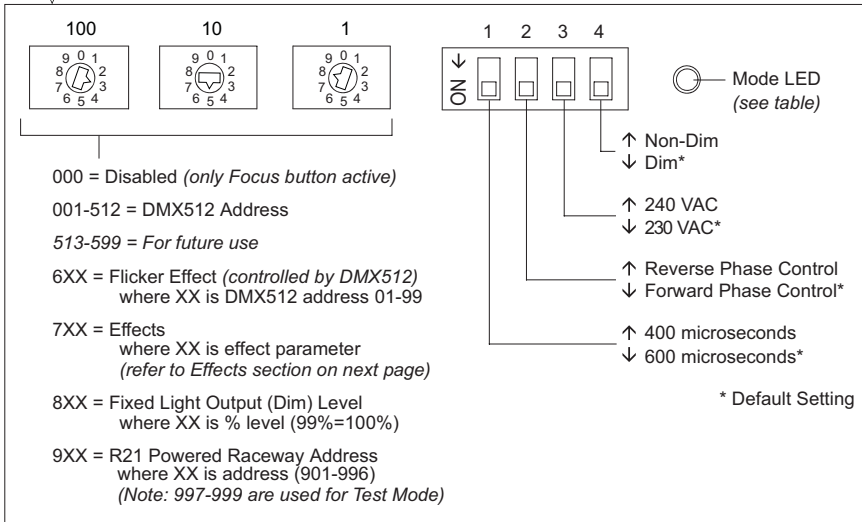 100 10 1
9 0 1
8 2
7 3
6 5 4
9 0 1
8 2
7 3
6 5 4
9 0 1
8 2
7 3
6 5 4
000 = Disabled (only Focus button active)
001-512 = DMX512 Address
513-599 = For future use
6XX = Flicker Effect (controlled by DMX512)
where XX is DMX512 address 01-99
7XX = Effects
where XX is effect parameter
(refer to Effects section on next page)
8XX = Fixed Light Output (Dim) Level
where XX is % level (99%=100%)
9XX = R21 Powered Raceway Address
where XX is address (901-996)
(Note: 997-999 are used for Test Mode)
1 2 3 4
ON ↓
Mode LED
(see table)
↑ Non-Dim
↓ Dim*
↑ 240 VAC
↓ 230 VAC*
↑ Reverse Phase Control
↓ Forward Phase Control*
↑ 400 microseconds
↓ 600 microseconds*
* Default Setting